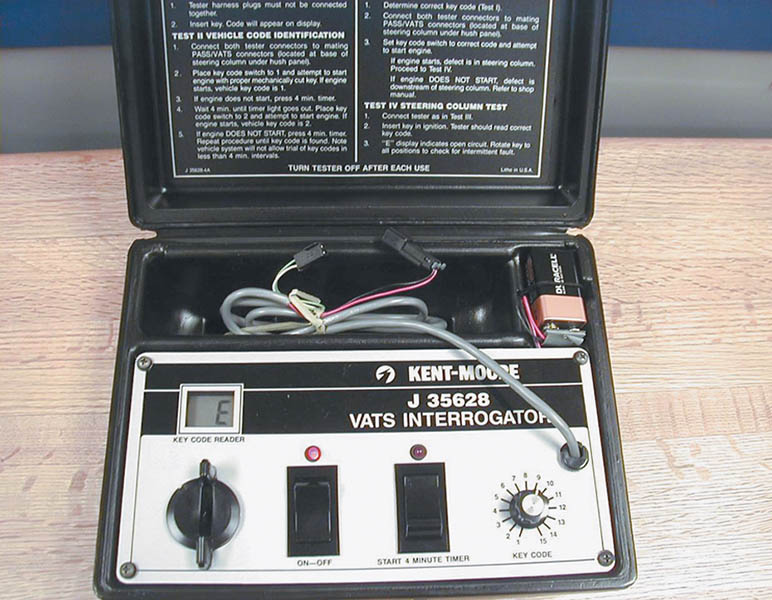 1. Tester harness plugs must not be connected
together.
2. Insert key. Code will appear on display.
TEST II VEHICLE CODE IDENTIFICATION
1. Connect both tester connectors to mating
PASS/VATS connectors (located at base of
steering column under hush panel).
2. Place key code switch to 1 and attempt to start
engine with proper mechanically cut key. If engine
starts, vehicle key code is 1.
3. If engine does not start, press 4 min. timer.
4. Wait 4 min. until timer light goes out. Place key
code switch to 2 and attempt to start engine. If
engine starts, vehicle key code is 2.
5. If engine DOES NOT START, press 4 min. timer.
Repeat procedure until key code is found. Note
vehicle system will not allow trial of key codes in
less than 4 min. intervals.
1. Determine correct key code (Test I).
2. Connect both tester connectors to mating
PASS/VATS connectors (located at base of
steering column under hush panel).
3. Set key code switch to correct code and attempt
to start engine.
If engine starts, defect is in steering column.
Proceed to Test IV.
If engine DOES NOT START, defect is
downstream of steering column. Refer to shop
manual.
TEST IV STEERING COLUMN TEST
1. Connect tester as in Test III.
2. Insert key in ignition. Tester should read correct
key code.
3. "E" display indicates open circuit. Rotate key to
all positions to check for intermittent fault.
J 35628-4A
TURN TESTER OFF AFTER EACH USE
Litho in U.S.A.
DURACELL
KENT-MOORE
J 35628
VATS INTERROGATOR
E
KEY CODE READER
ON—OFF
START 4 MINUTE TIMER
1 2 3 4 5 6 7 8 9 10 11 12 13 14 15
KEY CODE